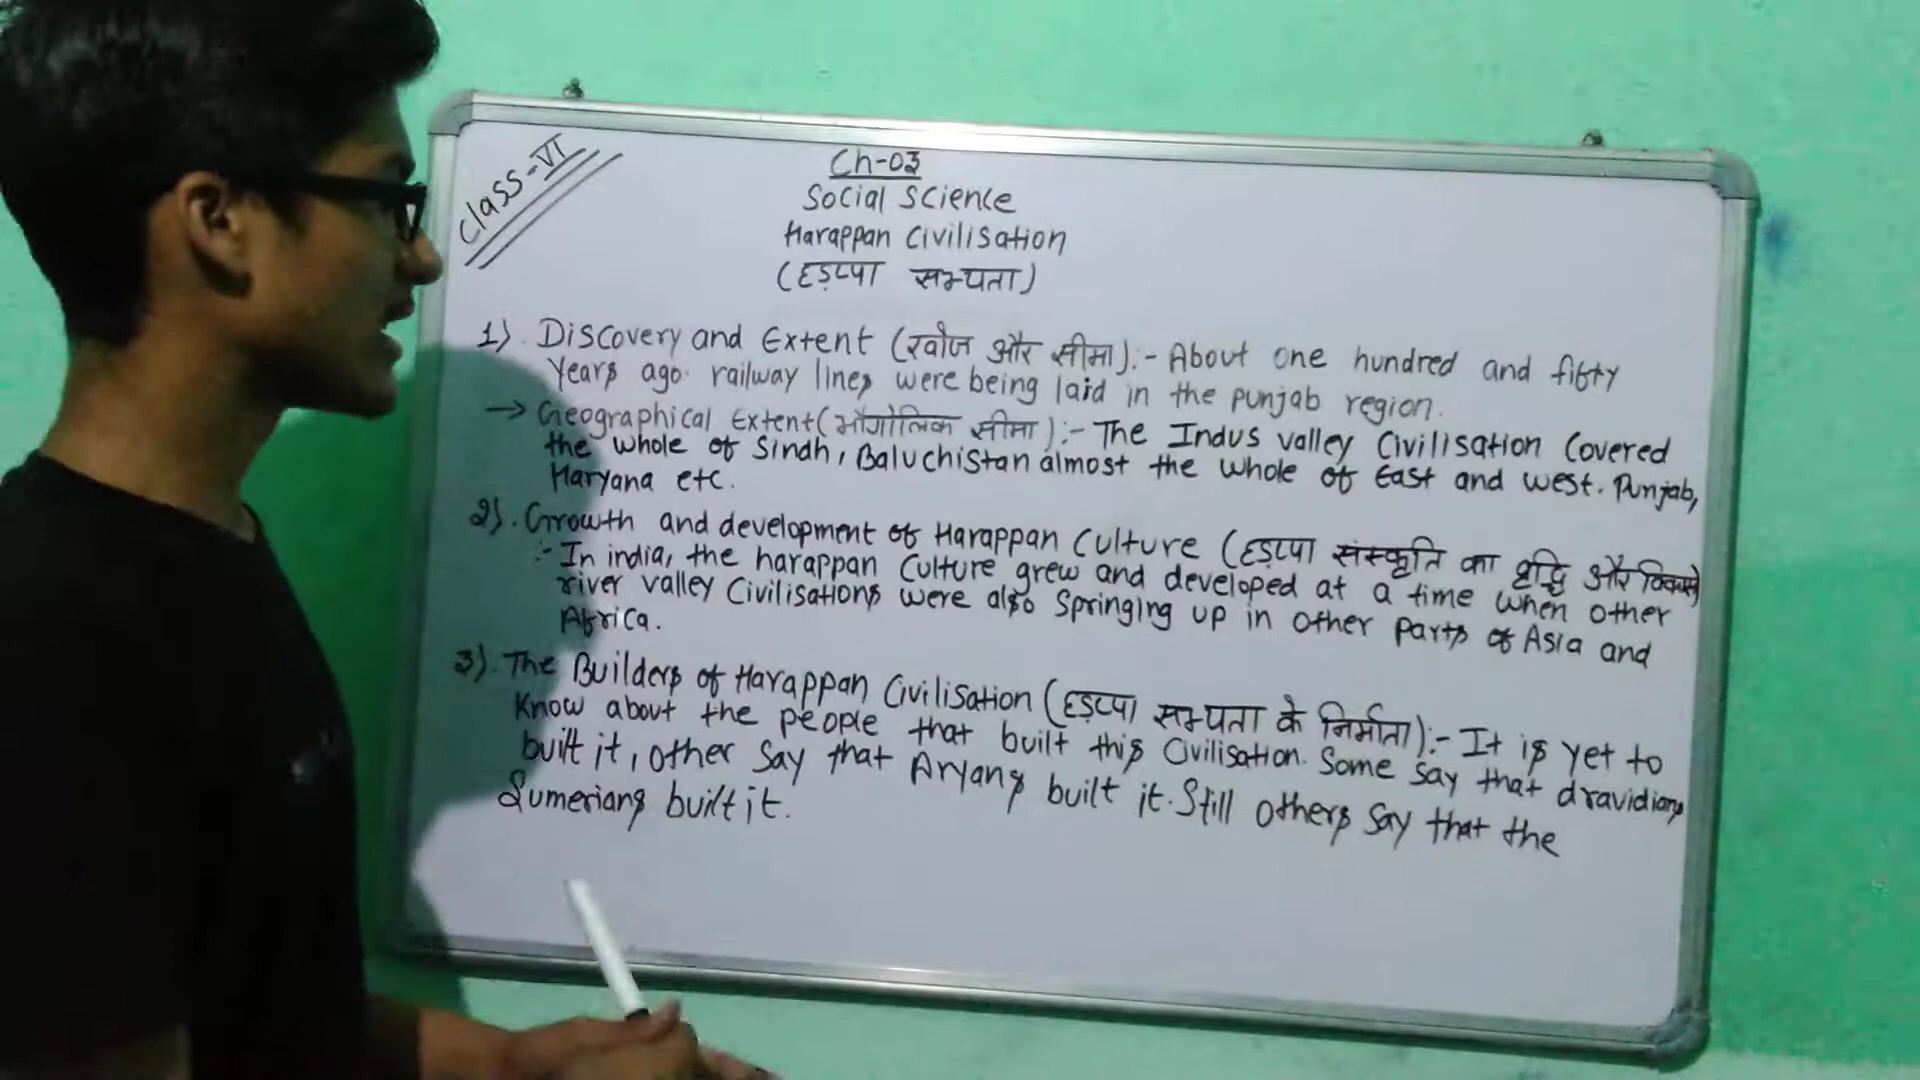 Class-VI
Ch-03
Social Science
Harappan Civilisation
(हड़प्पा सभ्यता)
1). Discovery and Extent (खोज और सीमा):- About one hundred and fifty
Years ago. railway lines were being laid in the punjab region.
→ Geographical Extent (भौगोलिक सीमा):- The Indus valley Civilisation Covered
the whole of Sindh, Baluchistan almost the whole of East and west. Punjab,
Haryana etc.
2). Growth and development of Harappan Culture (हड़प्पा संस्कृति का वृद्धि और विकास)
:- In india, the harappan Culture grew and developed at a time when other
river valley Civilisations were also Springing up in other parts of Asia and
Africa.
3). The Builders of Harappan Civilisation (हड़प्पा सभ्यता के निर्माता):- It is yet to
Know about the people that built this Civilisation. Some say that dravidians
built it, other Say that Aryans built it. Still others say that the
Sumerians built it.